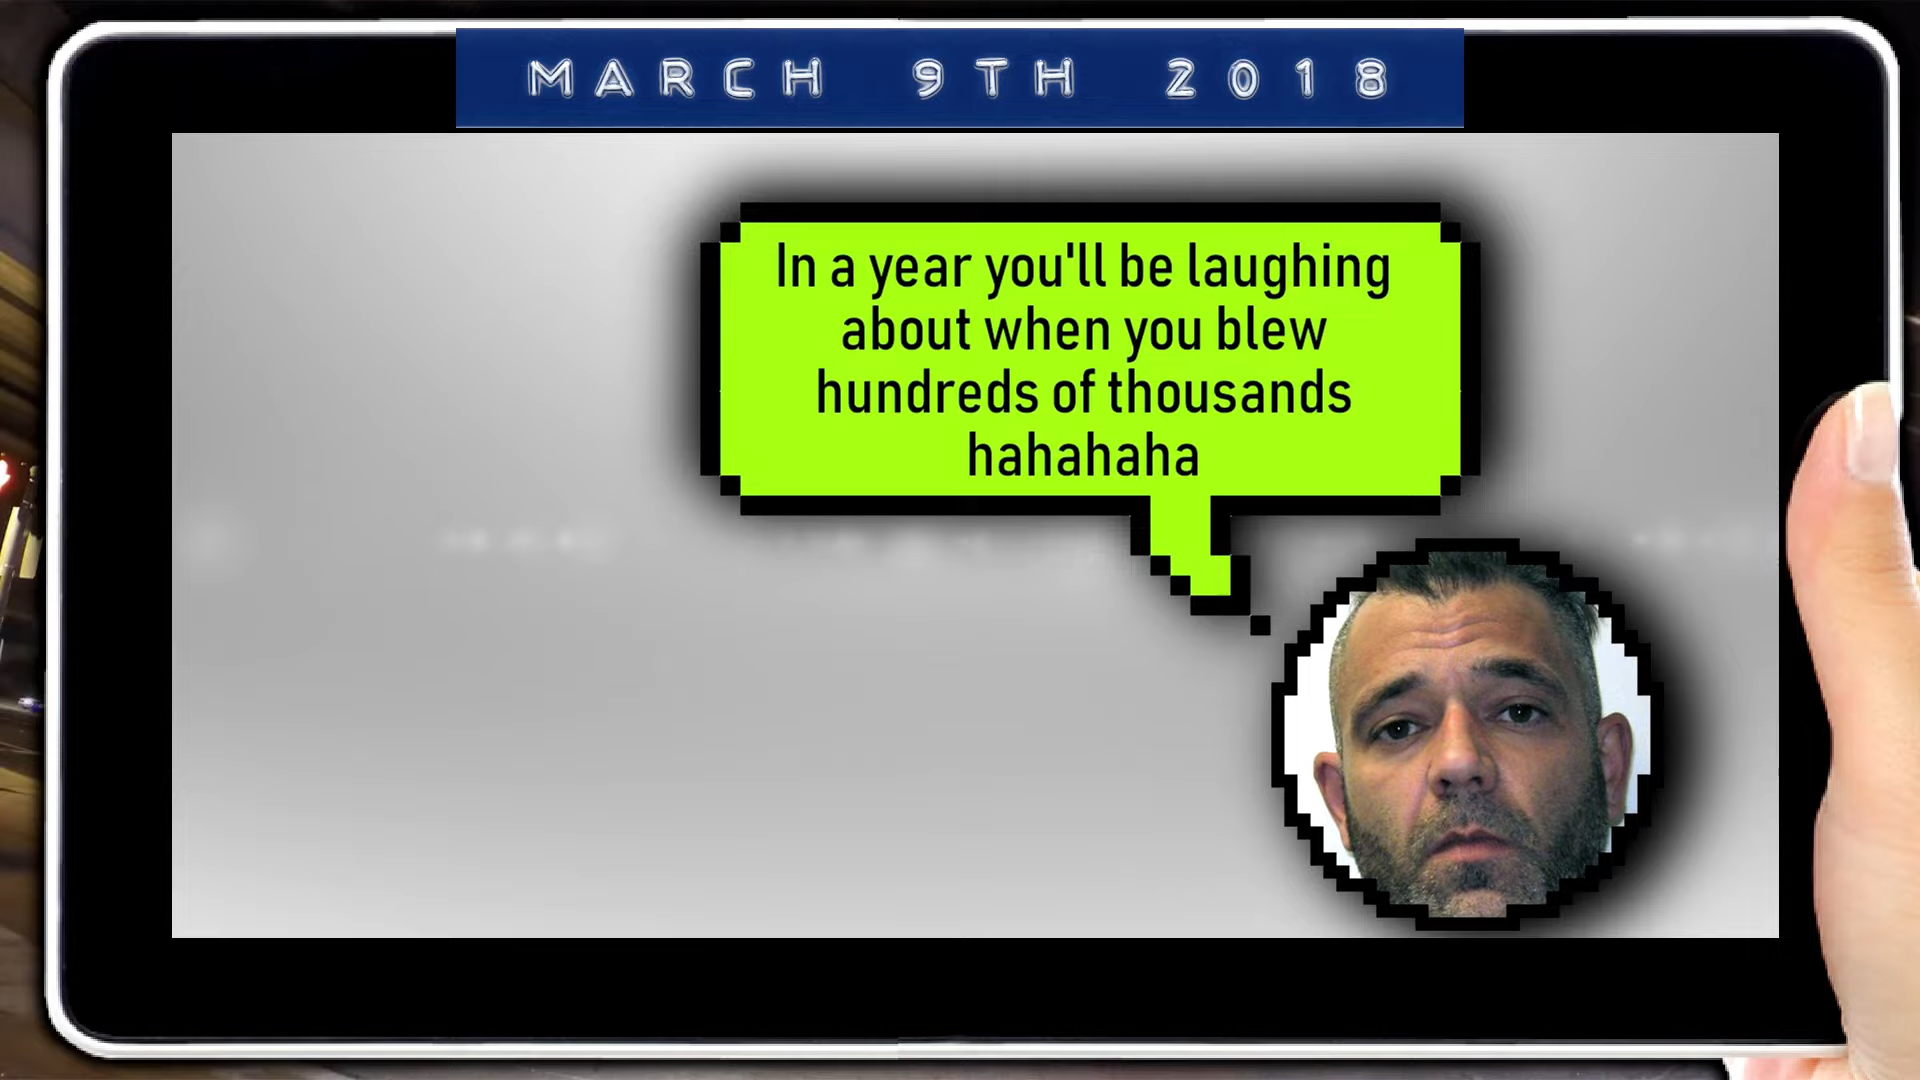 MARCH 9TH 2018
In a year you'll be laughing
about when you blew
hundreds of thousands
hahahaha